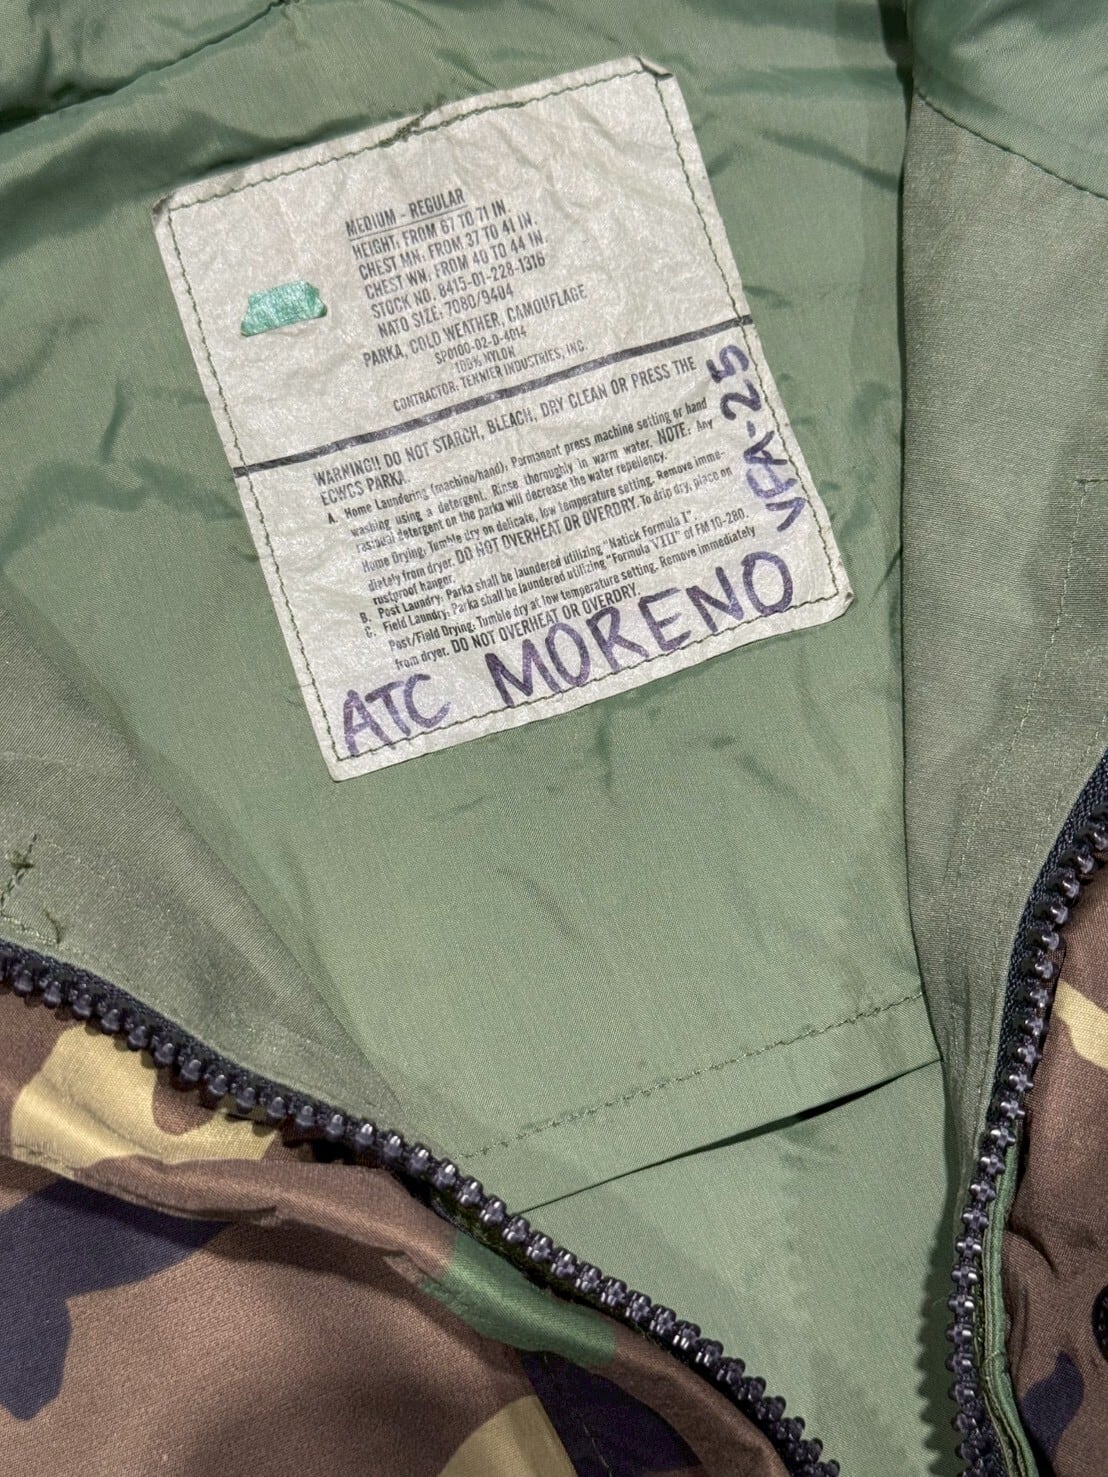 MEDIUM - REGULAR
HEIGHT: FROM 67 TO 71 IN
CHEST MN. FROM 37 TO 41 IN.
CHEST WN. FROM 40 TO 44 IN.
STOCK NO. 8415-01-228-1316
NATO SIZE: 7080/9404
PARKA, COLD WEATHER, CAMOUFLAGE
SP0100-02-D-4014
100% NYLON
CONTRACTOR: TENNIER INDUSTRIES, INC.
WARNING!! DO NOT STARCH, BLEACH, DRY CLEAN OR PRESS THE
ECWCS PARKA.
A. Home Laundering (machine/hand), Permanent press machine setting or hand
washing using a detergent. Rinse thoroughly in warm water. NOTE: Any
residual detergent on the parka will decrease the water repellency.
Home Drying: Tumble dry on delicate, low temperature setting. Remove imme-
diately from dryer. DO NOT OVERHEAT OR OVERDRY. To drip dry, place on
rustproof hanger.
B. Post Laundry: Parka shall be laundered utilizing "Natick Formula I".
C. Field Laundry: Parka shall be laundered utilizing "Formula VIII" of FM 10-280.
Post/Field Drying: Tumble dry at low temperature setting. Remove immediately
from dryer. DO NOT OVERHEAT OR OVERDRY.
ATC MORENO
VFA-25